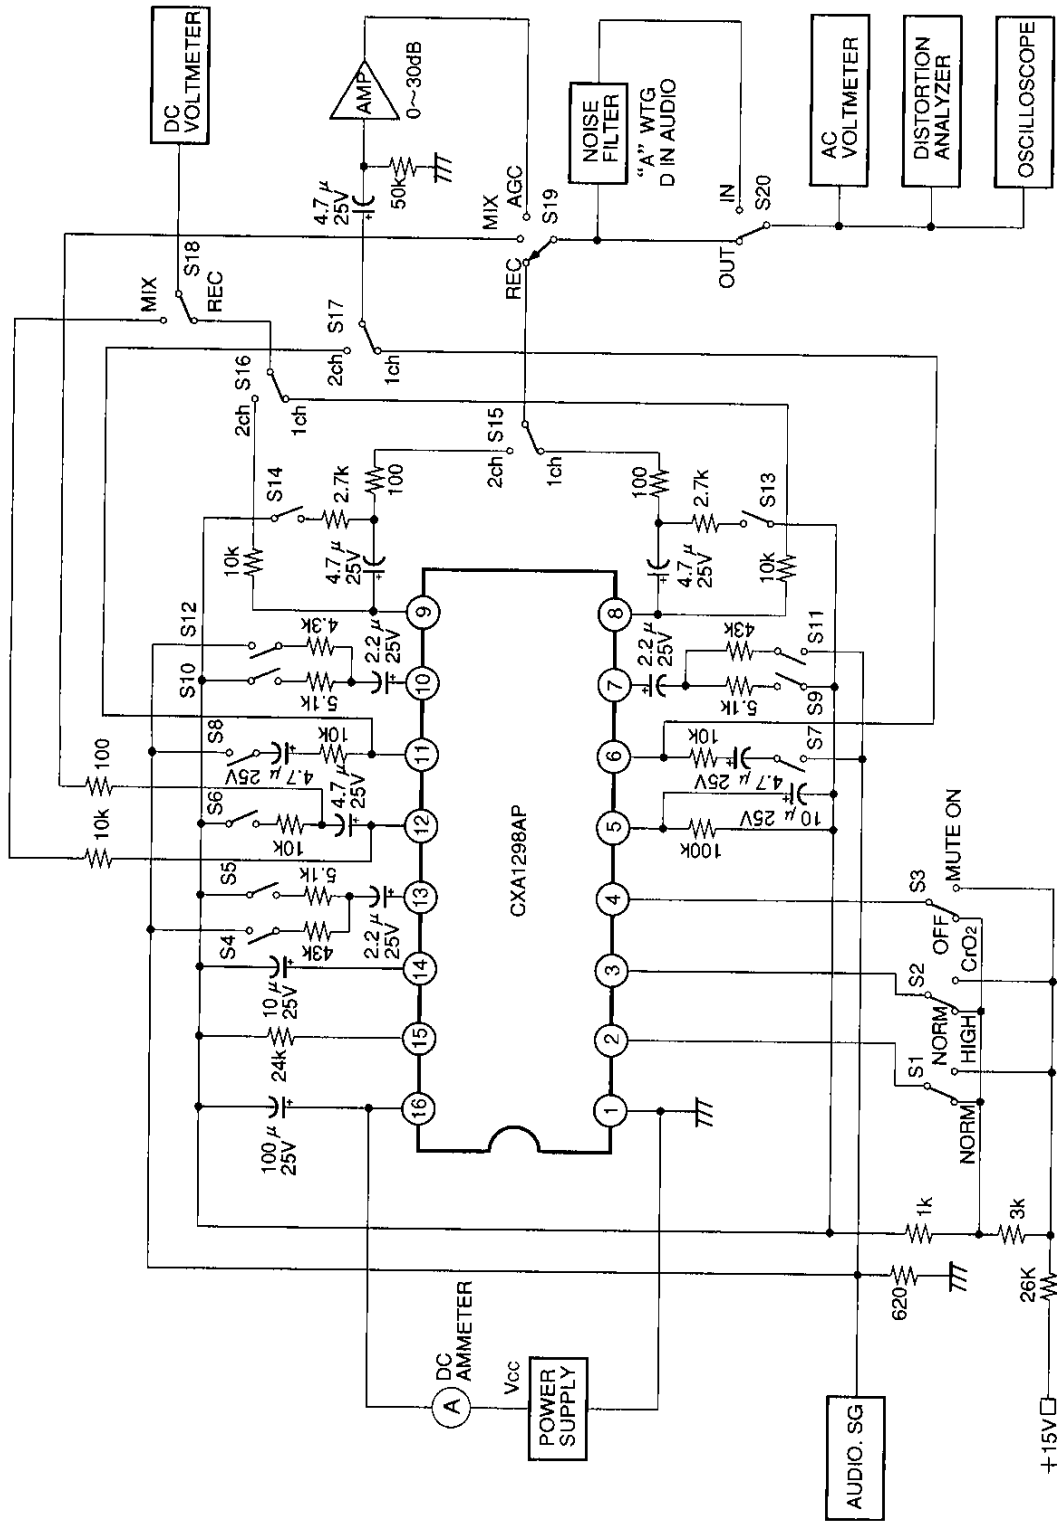 DC
VOLTMETER
AMP
0~30dB
4.7μ
25V
50k
NOISE
FILTER
“A” WTG
D IN AUDIO
AC
VOLTMETER
DISTORTION
ANALYZER
OSCILLOSCOPE
MIX
S18
REC
MIX
AGC
S19
REC
IN
OUT
S20
2ch
S16
1ch
2ch
S17
1ch
2ch
S15
1ch
S14
2.7k
10k
4.7μ
25V
100
100
4.7μ
25V
2.7k
S13
10k
100
10k
S12
4.3k
S10
5.1k
2.2μ
25V
S8
4.7μ 25V
10k
S6
10k
4.7μ
25V
S5
5.1k
S4
43k
2.2μ
25V
10μ
25V
24k
100μ
25V
9
10
11
12
13
14
15
16
CXA1298AP
8
7
6
5
4
3
2
1
2.2μ
25V
43k
S11
5.1k
S9
10k
4.7μ 25V
S7
10μ 25V
100k
S3
MUTE ON
OFF
S2
CrO2
NORM
S1
HIGH
NORM
1k
3k
620
26K
DC
AMMETER
A
Vcc
POWER
SUPPLY
AUDIO. SG
+15V